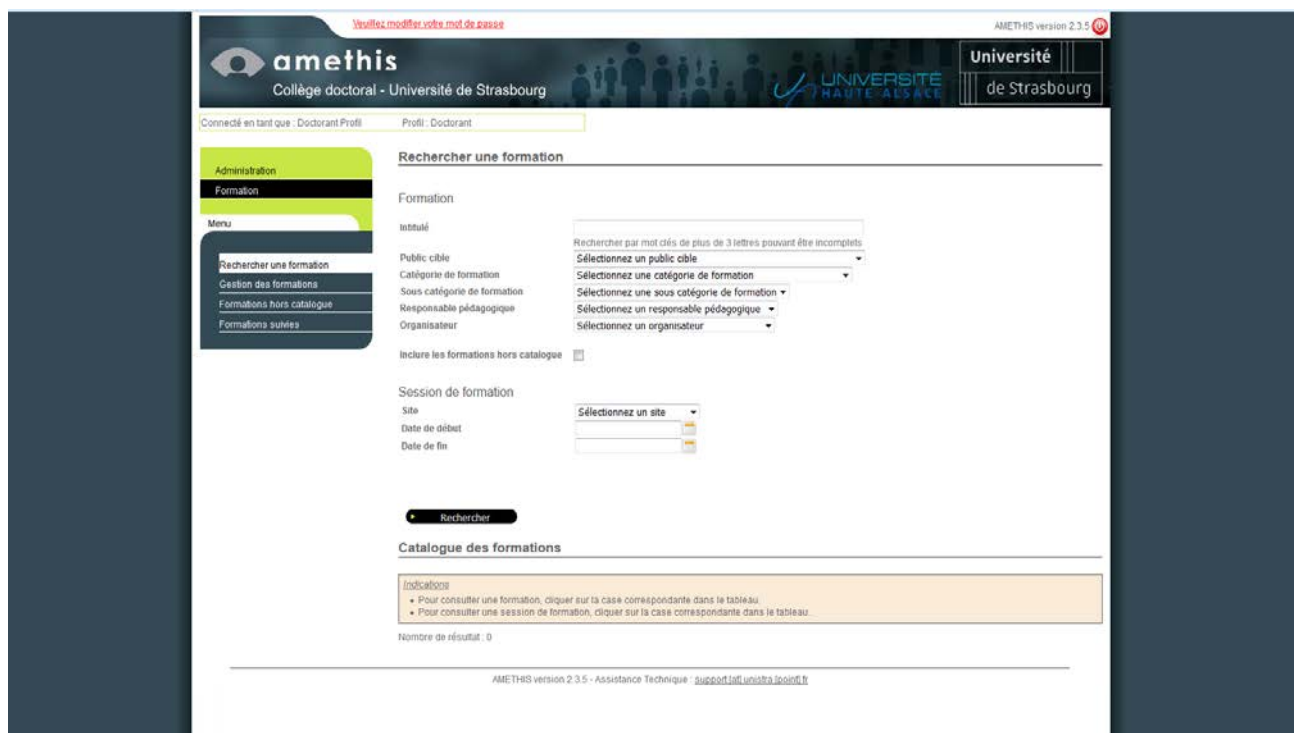 Veuillez modifier votre mot de passe
AMETHIS version 2.3.5
amethis
Collège doctoral - Université de Strasbourg
UNIVERSITÉ
HAUTE-ALSACE
Université
de Strasbourg
Connecté en tant que : Doctorant Profil Profil : Doctorant
Administration
Formation
Menu
Rechercher une formation
Gestion des formations
Formations hors catalogue
Formations suivies
Rechercher une formation
Formation
Intitulé
Rechercher par mot clés de plus de 3 lettres pouvant être incomplets
Public cible Sélectionnez un public cible
Catégorie de formation Sélectionnez une catégorie de formation
Sous catégorie de formation Sélectionnez une sous catégorie de formation
Responsable pédagogique Sélectionnez un responsable pédagogique
Organisateur Sélectionnez un organisateur
Inclure les formations hors catalogue
Session de formation
Site Sélectionnez un site
Date de début
Date de fin
Rechercher
Catalogue des formations
Indications
• Pour consulter une formation, cliquer sur la case correspondante dans le tableau.
• Pour consulter une session de formation, cliquer sur la case correspondante dans le tableau.
Nombre de résultat : 0
AMETHIS version 2.3.5 - Assistance Technique : support [at] unistra [point] fr